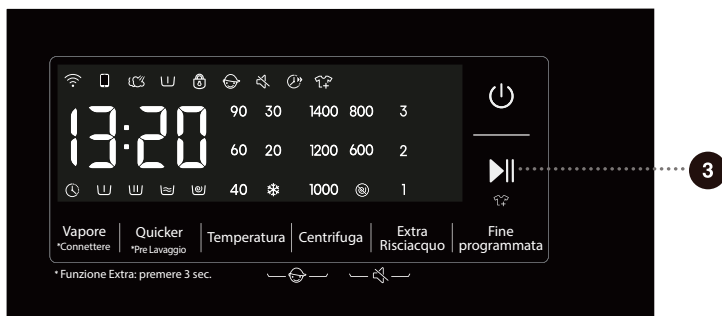 90 30 1400 800 3
13:20
60 20 1200 600 2
3
40 1000 1
Vapore
*Connettere
Quicker
*Pre Lavaggio
Temperatura
Centrifuga
Extra
Risciacquo
Fine
programmata
* Funzione Extra: premere 3 sec.